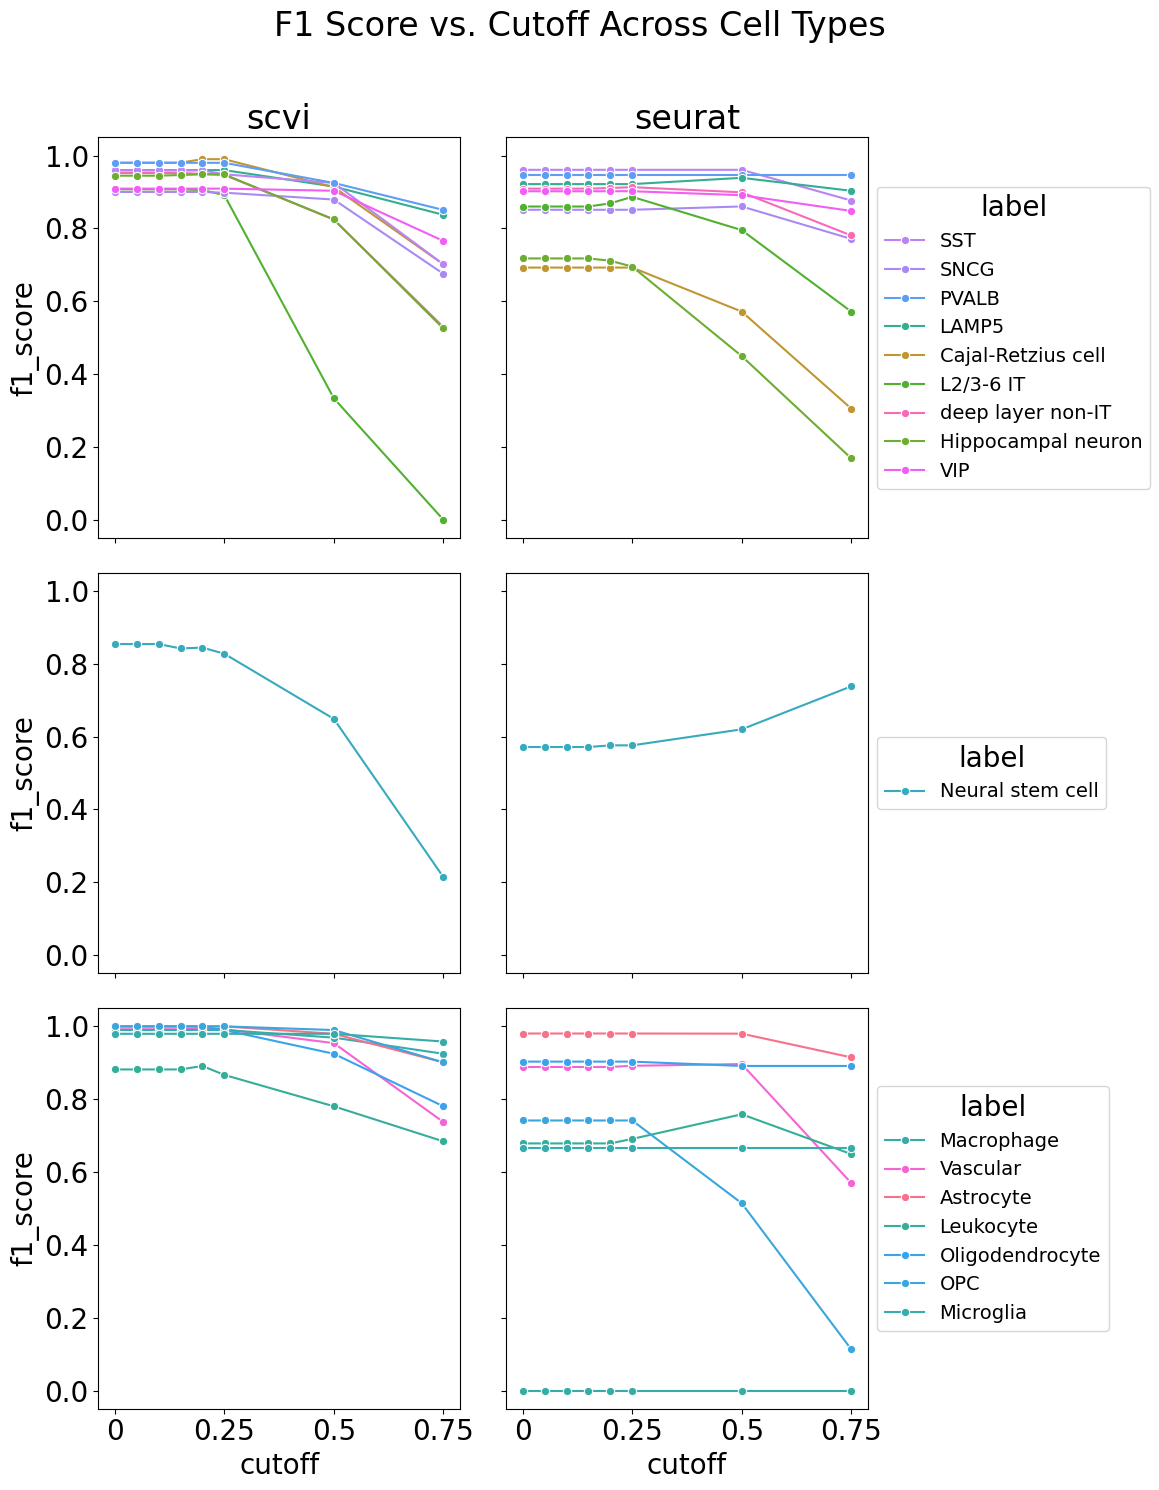 F1 Score vs. Cutoff Across Cell Types
scvi
seurat
1.0
0.8
0.6
0.4
0.2
0.0
f1_score
label
SST
SNCG
PVALB
LAMP5
Cajal-Retzius cell
L2/3-6 IT
deep layer non-IT
Hippocampal neuron
VIP
1.0
0.8
0.6
0.4
0.2
0.0
f1_score
label
Neural stem cell
1.0
0.8
0.6
0.4
0.2
0.0
f1_score
label
Macrophage
Vascular
Astrocyte
Leukocyte
Oligodendrocyte
OPC
Microglia
0 0.25 0.5 0.75
cutoff
0 0.25 0.5 0.75
cutoff